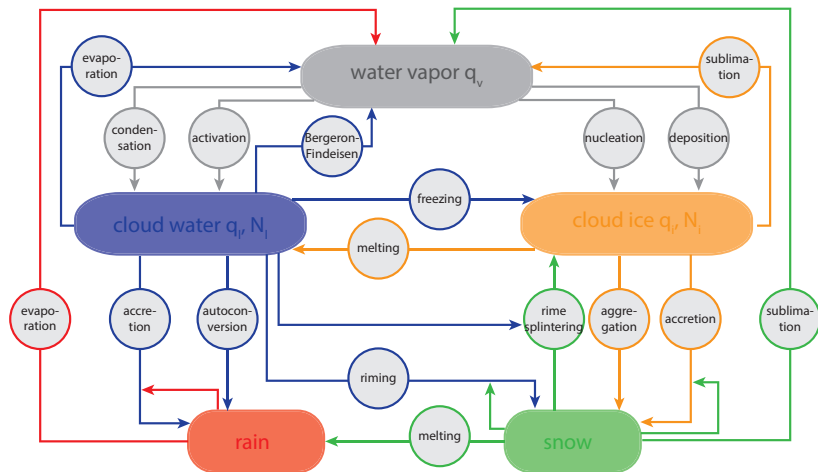 evapo-
ration
water vapor qv
sublima-
tion
conden-
sation
activation
Bergeron-
Findeisen
nucleation
deposition
freezing
cloud water ql, Nl
cloud ice qi, Ni
melting
evapo-
ration
accre-
tion
autocon-
version
rime
splintering
aggre-
gation
accretion
sublima-
tion
riming
rain
melting
snow